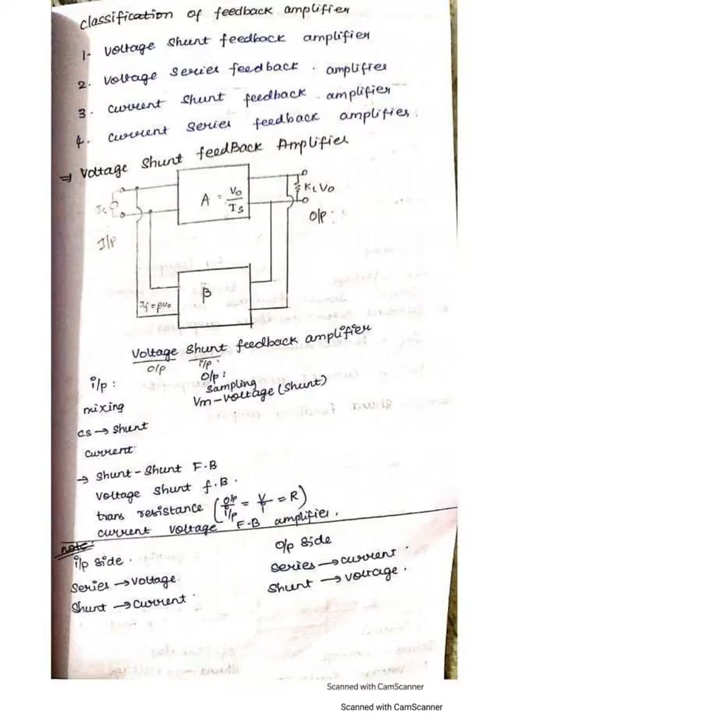 classification of feedback amplifier
1. Voltage Shunt feedback amplifier
2. Voltage Series feedback . amplifier
3. current Shunt feedback amplifier
4. current Series feedback amplifier.
⇒ Voltage Shunt feedBack Amplifier
A = Vo/Is
Is
RL Vo
I/P
O/P :
β
If = βVo
Voltage Shunt feedback amplifier
O/P i/p.
i/p : O/p :
sampling
mixing Vm - voltage (shunt)
cs → Shunt
current
→ Shunt - Shunt F.B
Voltage Shunt f.B.
trans resistance (O/P / i/p = V/I = R)
current voltage F-B amplifier.
note:
i/p Side . O/p Side
Series → Voltage Series → current .
Shunt → current . Shunt → voltage .
Scanned with CamScanner
Scanned with CamScanner